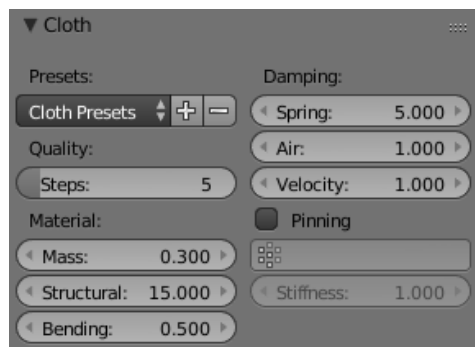 Cloth
Presets:
Cloth Presets
Quality:
Steps: 5
Material:
Mass: 0.300
Structural: 15.000
Bending: 0.500
Damping:
Spring: 5.000
Air: 1.000
Velocity: 1.000
Pinning
Stiffness: 1.000